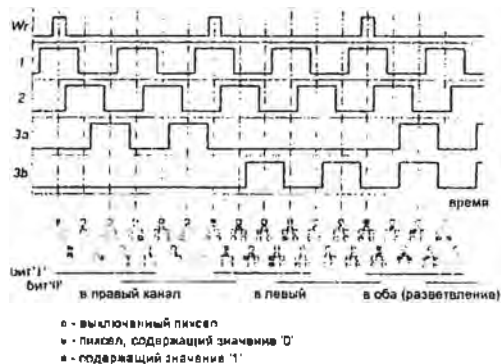 Wr
1
2
3a
3b
время
бит'1'
бит'0'
в правый канал
в левый
в оба (разветвление)
о - выключенный пиксел
- пиксел, содержащий значение '0'
- содержащий значение '1'